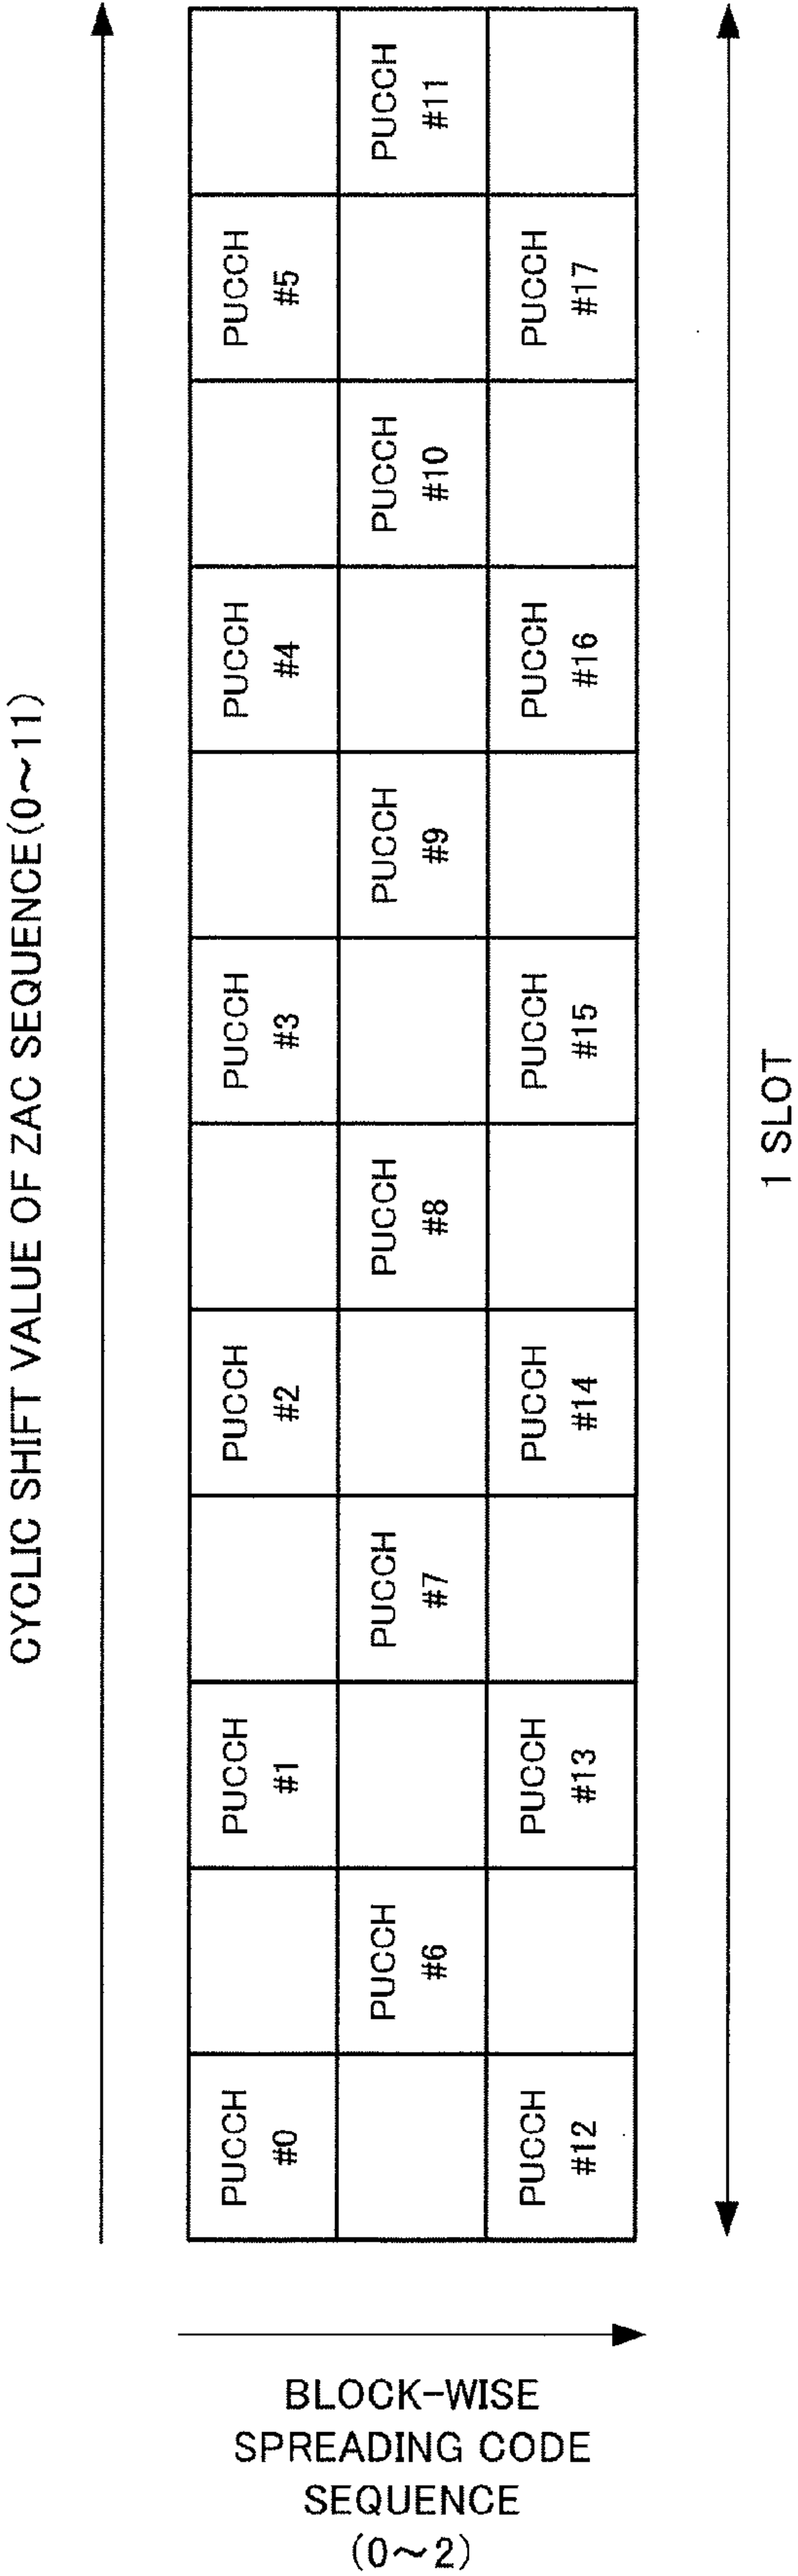 CYCLIC SHIFT VALUE OF ZAC SEQUENCE(0～11)
BLOCK-WISE
SPREADING CODE
SEQUENCE
(0～2)
PUCCH
#0
PUCCH
#1
PUCCH
#2
PUCCH
#3
PUCCH
#4
PUCCH
#5
PUCCH
#6
PUCCH
#7
PUCCH
#8
PUCCH
#9
PUCCH
#10
PUCCH
#11
PUCCH
#12
PUCCH
#13
PUCCH
#14
PUCCH
#15
PUCCH
#16
PUCCH
#17
1 SLOT